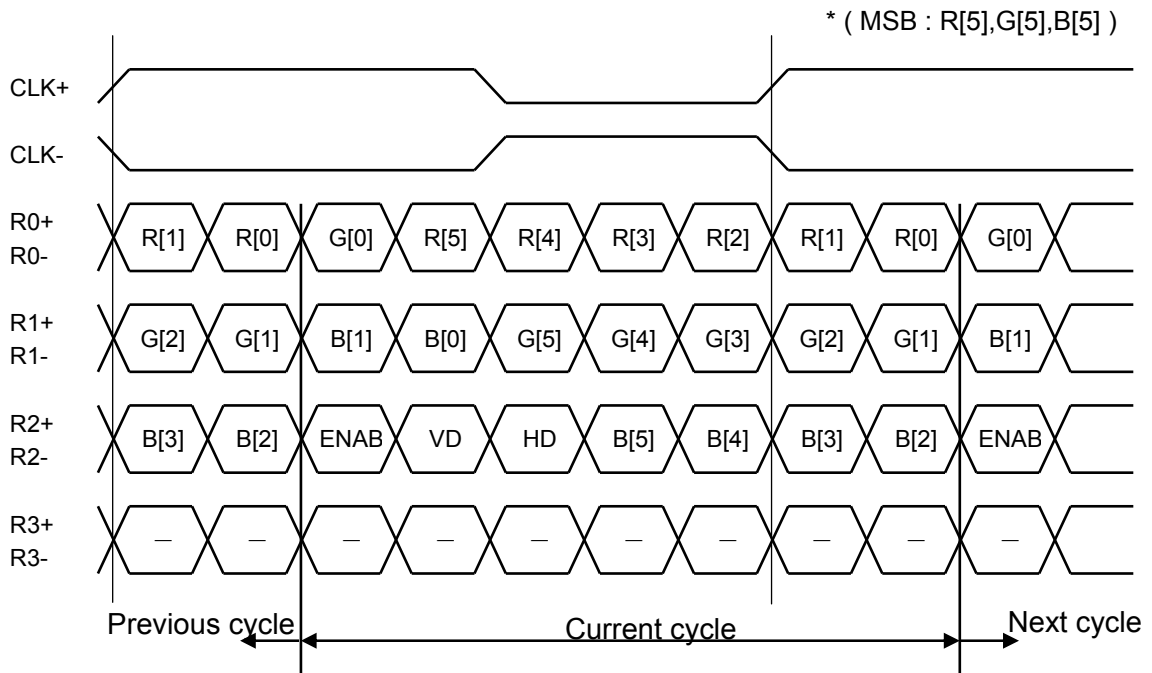 * ( MSB : R[5],G[5],B[5] )
CLK+
CLK-
R0+
R0-
R[1] R[0] G[0] R[5] R[4] R[3] R[2] R[1] R[0] G[0]
R1+
R1-
G[2] G[1] B[1] B[0] G[5] G[4] G[3] G[2] G[1] B[1]
R2+
R2-
B[3] B[2] ENAB VD HD B[5] B[4] B[3] B[2] ENAB
R3+
R3-
— — — — — — — — — —
Previous cycle Current cycle Next cycle